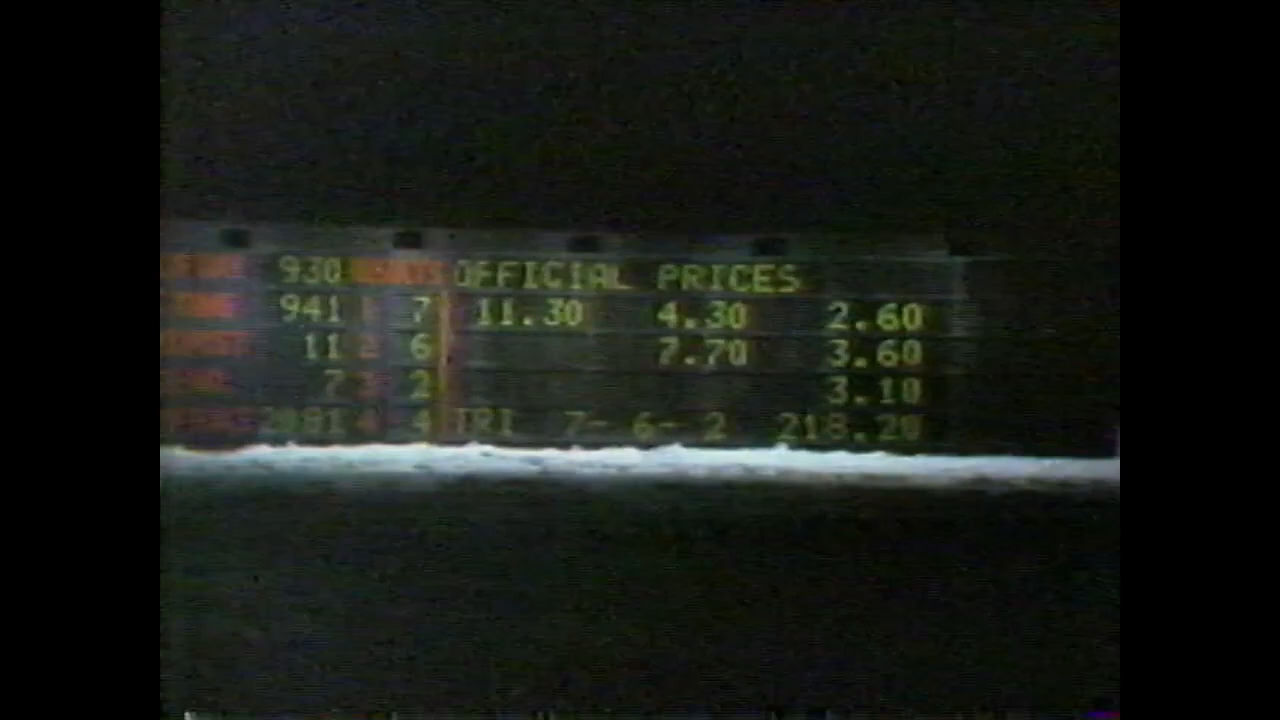 930 OFFICIAL PRICES
941 1 7 11.30 4.30 2.60
11 2 6 7.70 3.60
7 3 2 3.10
4 4 TRI 7- 6- 2 218.20